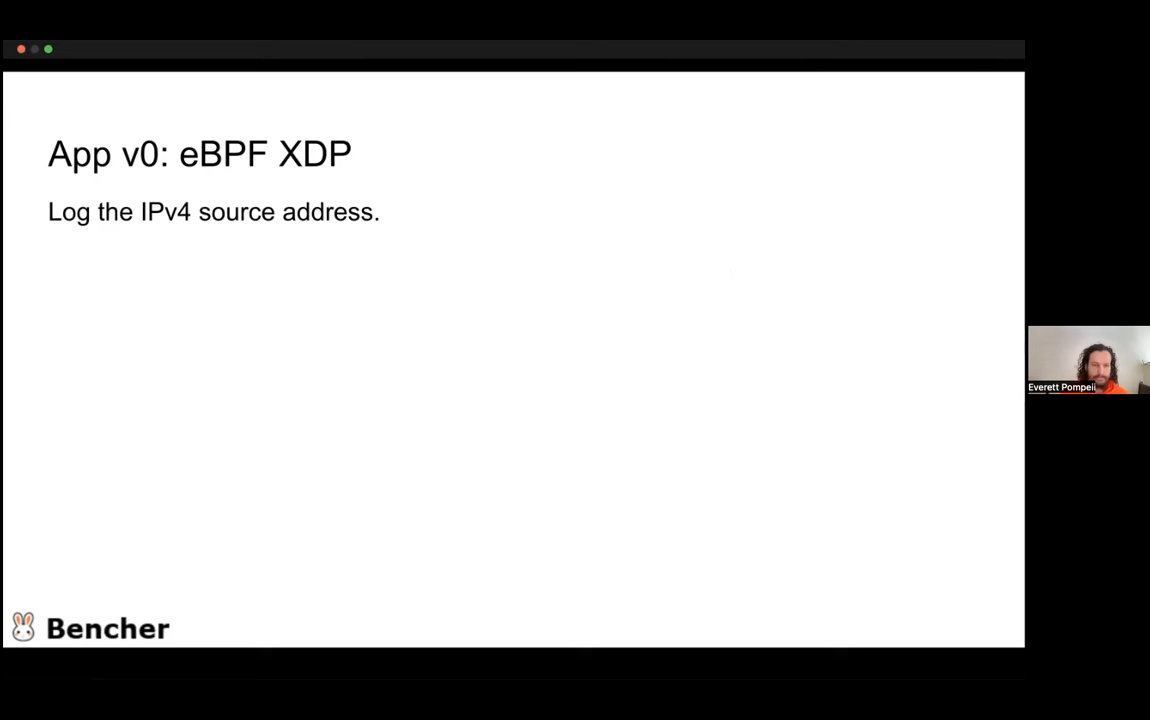 App v0: eBPF XDP
Log the IPv4 source address.
Everett Pompeii
Bencher